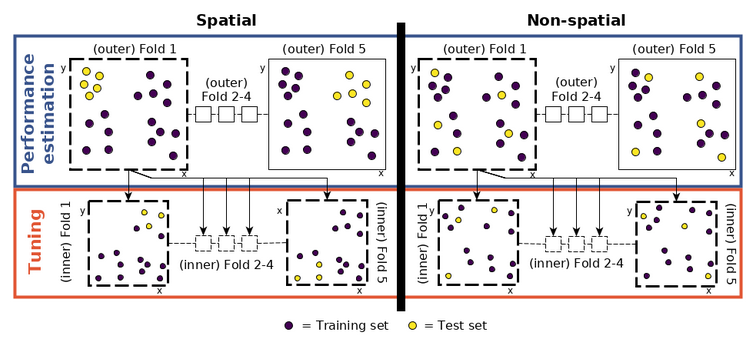 Spatial
Non-spatial
Performance
estimation
(outer) Fold 1
(outer) Fold 5
y
(outer)
Fold 2-4
y
x
x
(outer) Fold 1
(outer) Fold 5
y
(outer)
Fold 2-4
y
x
x
Tuning
(inner) Fold 1
y
x
(inner) Fold 2-4
x
x
(inner) Fold 5
(inner) Fold 1
y
x
(inner) Fold 2-4
y
x
(inner) Fold 5
= Training set
= Test set